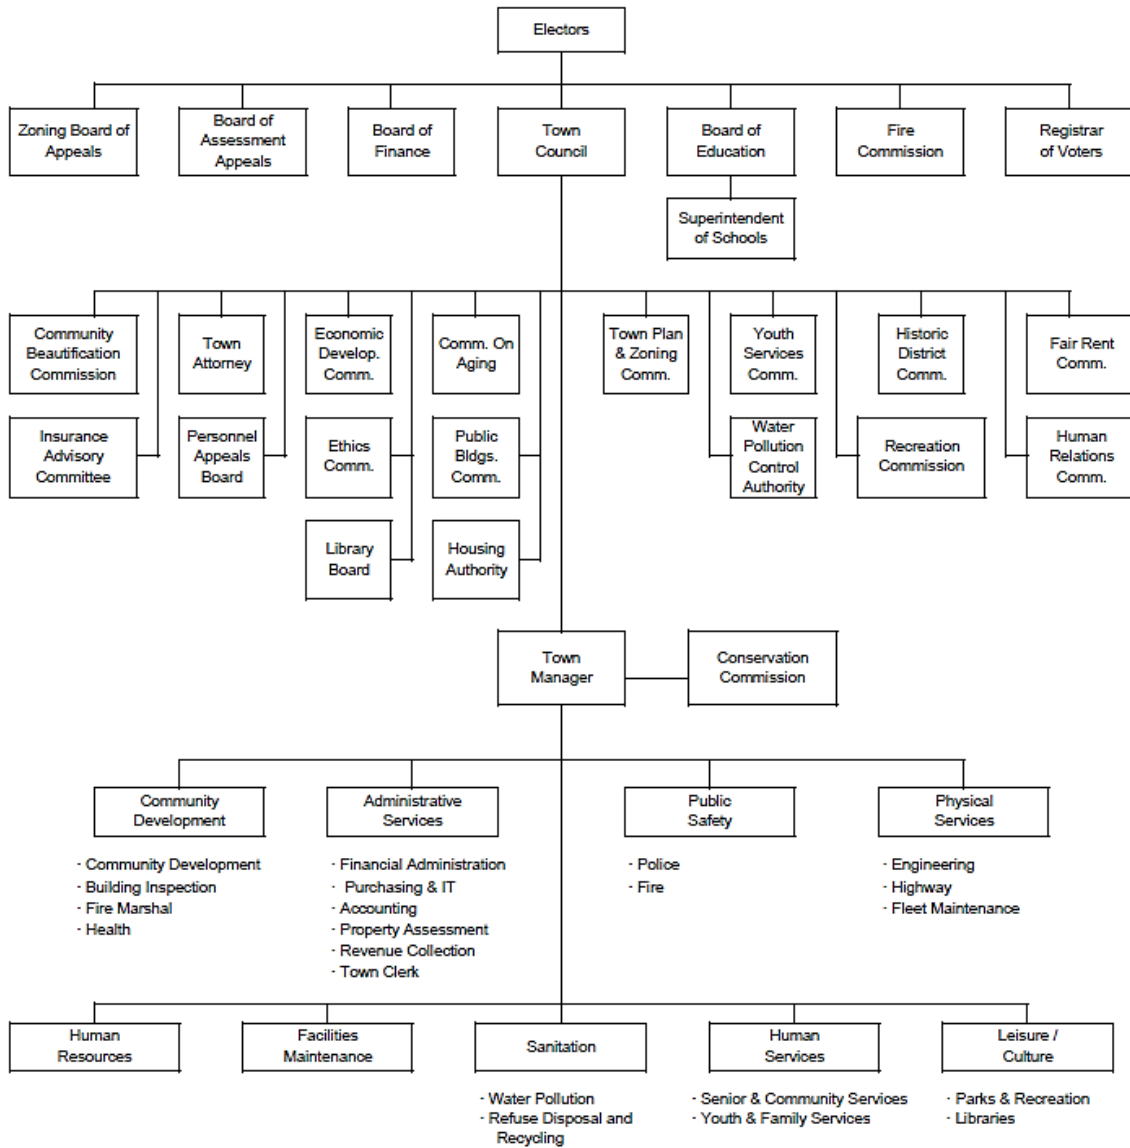 Electors
Zoning Board of
Appeals
Board of
Assessment
Appeals
Board of
Finance
Town
Council
Board of
Education
Fire
Commission
Registrar
of Voters
Superintendent
of Schools
Community
Beautification
Commission
Town
Attorney
Economic
Develop.
Comm.
Comm. On
Aging
Town Plan
& Zoning
Comm.
Youth
Services
Comm.
Historic
District
Comm.
Fair Rent
Comm.
Insurance
Advisory
Committee
Personnel
Appeals
Board
Ethics
Comm.
Public
Bldgs.
Comm.
Water
Pollution
Control
Authority
Recreation
Commission
Human
Relations
Comm.
Library
Board
Housing
Authority
Town
Manager
Conservation
Commission
Community
Development
Administrative
Services
Public
Safety
Physical
Services
- Community Development
- Building Inspection
- Fire Marshal
- Health
- Financial Administration
Purchasing & IT
- Accounting
- Property Assessment
- Revenue Collection
- Town Clerk
- Police
- Fire
- Engineering
- Highway
- Fleet Maintenance
Human
Resources
Facilities
Maintenance
Sanitation
Human
Services
Leisure /
Culture
- Water Pollution
- Refuse Disposal and
Recycling
- Senior & Community Services
- Youth & Family Services
- Parks & Recreation
- Libraries